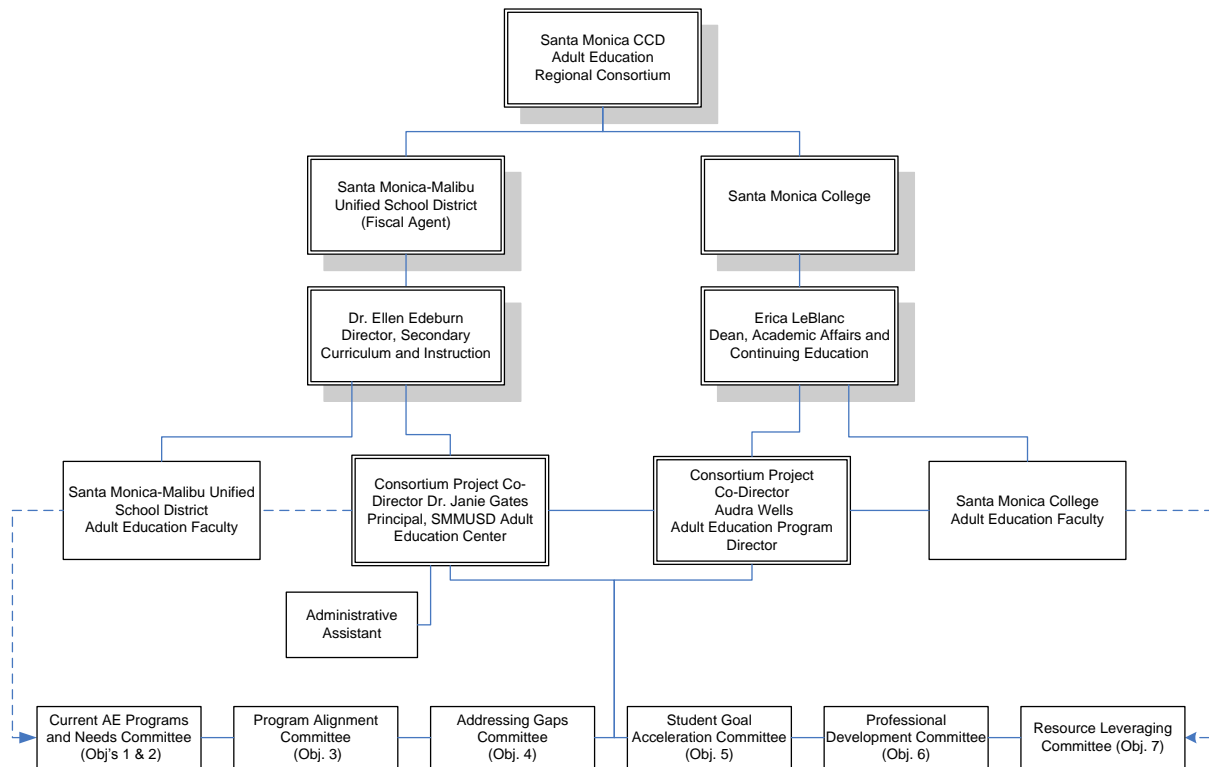 Santa Monica CCD
Adult Education
Regional Consortium
Santa Monica-Malibu
Unified School District
(Fiscal Agent)
Santa Monica College
Dr. Ellen Edeburn
Director, Secondary
Curriculum and Instruction
Erica LeBlanc
Dean, Academic Affairs and
Continuing Education
Santa Monica-Malibu Unified
School District
Adult Education Faculty
Consortium Project Co-
Director Dr. Janie Gates
Principal, SMMUSD Adult
Education Center
Consortium Project
Co-Director
Audra Wells
Adult Education Program
Director
Santa Monica College
Adult Education Faculty
Administrative
Assistant
Current AE Programs
and Needs Committee
(Obj's 1 & 2)
Program Alignment
Committee
(Obj. 3)
Addressing Gaps
Committee
(Obj. 4)
Student Goal
Acceleration Committee
(Obj. 5)
Professional
Development Committee
(Obj. 6)
Resource Leveraging
Committee (Obj. 7)